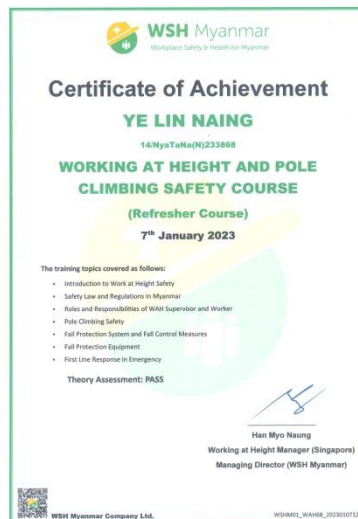 WSH Myanmar
Workplace Safety & Health for Myanmar
Certificate of Achievement
YE LIN NAING
14/NyaTaNa(N)233868
WORKING AT HEIGHT AND POLE
CLIMBING SAFETY COURSE
(Refresher Course)
7th January 2023
The training topics covered as follows:
• Introduction to Work at Height Safety
• Safety Law and Regulations in Myanmar
• Roles and Responsibilities of WAH Supervisor and Worker
• Pole Climbing Safety
• Fall Protection System and Fall Control Measures
• Fall Protection Equipment
• First Line Response in Emergency
Theory Assessment: PASS
Han Myo Naung
Working at Height Manager (Singapore)
Managing Director (WSH Myanmar)
WSH Myanmar Company Ltd.